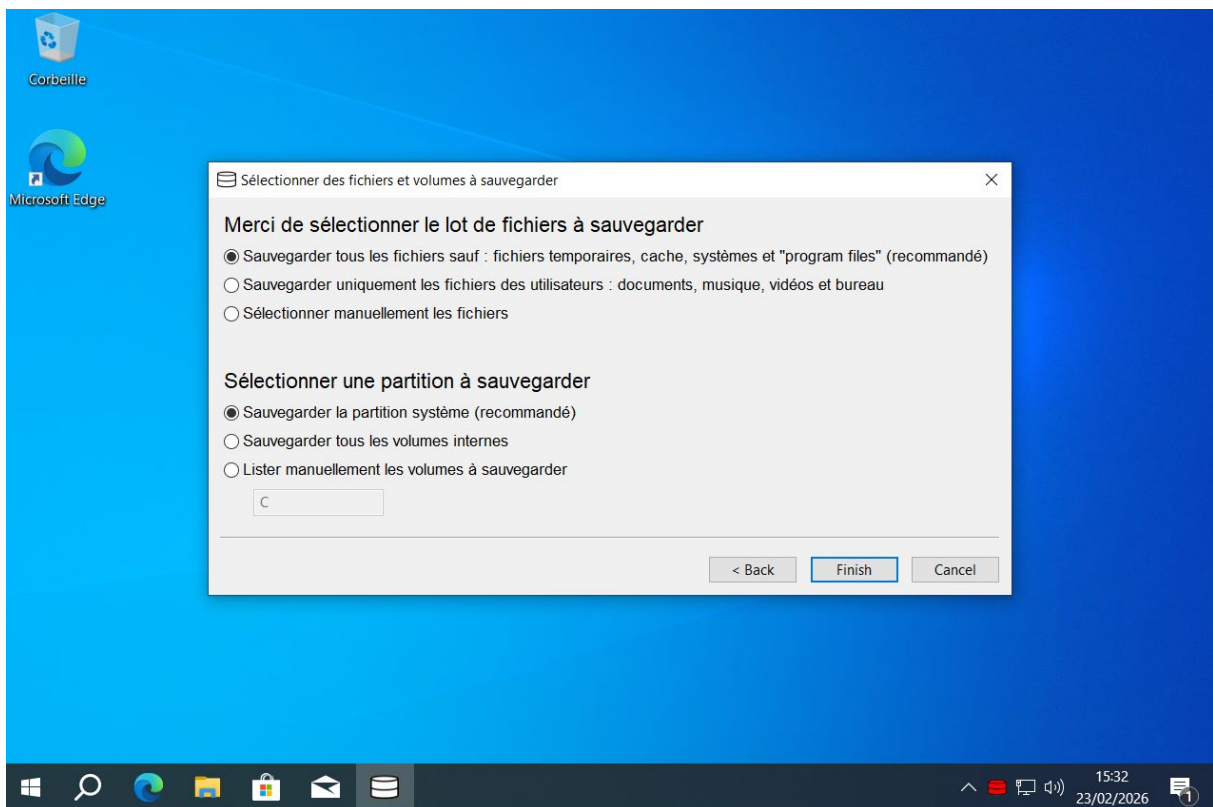 Corbeille
Microsoft Edge
Sélectionner des fichiers et volumes à sauvegarder
Merci de sélectionner le lot de fichiers à sauvegarder
Sauvegarder tous les fichiers sauf : fichiers temporaires, cache, systèmes et "program files" (recommandé)
Sauvegarder uniquement les fichiers des utilisateurs : documents, musique, vidéos et bureau
Sélectionner manuellement les fichiers
Sélectionner une partition à sauvegarder
Sauvegarder la partition système (recommandé)
Sauvegarder tous les volumes internes
Lister manuellement les volumes à sauvegarder
C
< Back Finish Cancel
15:32
23/02/2026
1